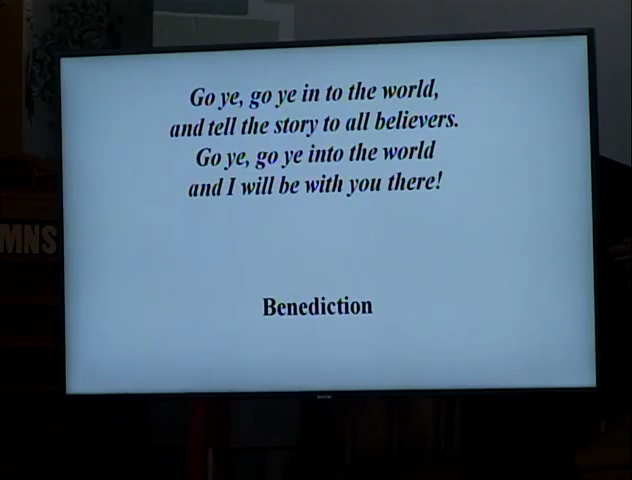 Go ye, go ye in to the world,
and tell the story to all believers.
Go ye, go ye into the world
and I will be with you there!
Benediction
MNS